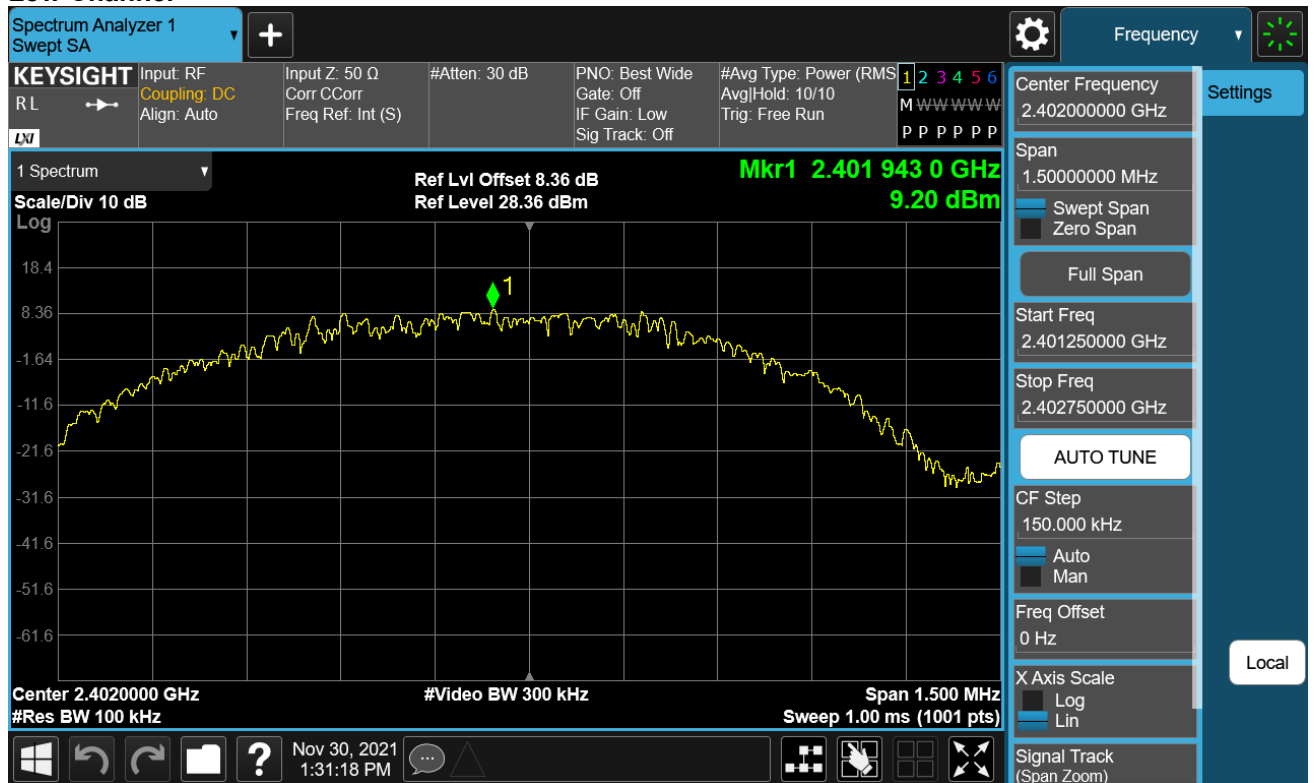 Low Channel
Spectrum Analyzer 1
Swept SA
Frequency
KEYSIGHT
R L
LXI
Input: RF
Coupling: DC
Align: Auto
Input Z: 50 Ω
Corr CCorr
Freq Ref: Int (S)
#Atten: 30 dB
PNO: Best Wide
Gate: Off
IF Gain: Low
Sig Track: Off
#Avg Type: Power (RMS
Avg|Hold: 10/10
Trig: Free Run
1 2 3 4 5 6
M W W W W W
P P P P P P
1 Spectrum
Scale/Div 10 dB
Log
Ref Lvl Offset 8.36 dB
Ref Level 28.36 dBm
Mkr1 2.401 943 0 GHz
9.20 dBm
1
18.4
8.36
-1.64
-11.6
-21.6
-31.6
-41.6
-51.6
-61.6
Center 2.4020000 GHz
#Res BW 100 kHz
#Video BW 300 kHz
Span 1.500 MHz
Sweep 1.00 ms (1001 pts)
Nov 30, 2021
1:31:18 PM
Center Frequency
2.402000000 GHz
Span
1.50000000 MHz
Swept Span
Zero Span
Full Span
Start Freq
2.401250000 GHz
Stop Freq
2.402750000 GHz
AUTO TUNE
CF Step
150.000 kHz
Auto
Man
Freq Offset
0 Hz
X Axis Scale
Log
Lin
Signal Track
(Span Zoom)
Settings
Local